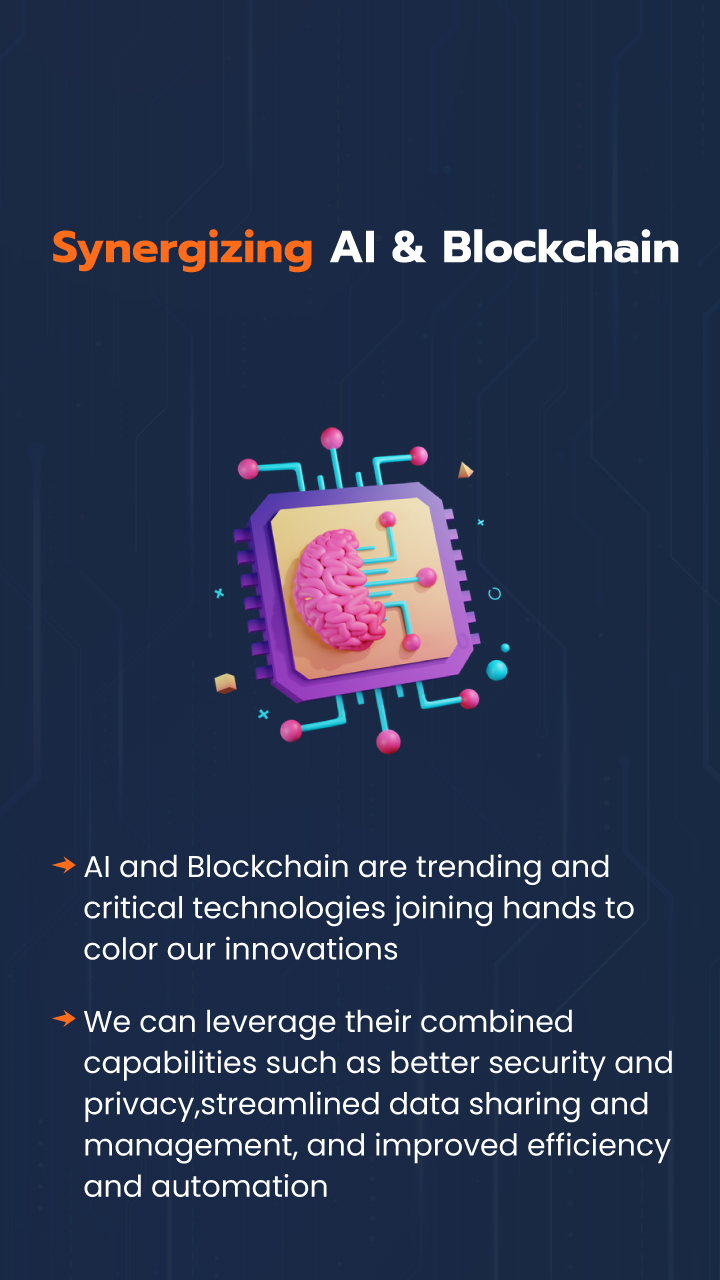 Synergizing AI & Blockchain
AI and Blockchain are trending and
critical technologies joining hands to
color our innovations
We can leverage their combined
capabilities such as better security and
privacy,streamlined data sharing and
management, and improved efficiency
and automation